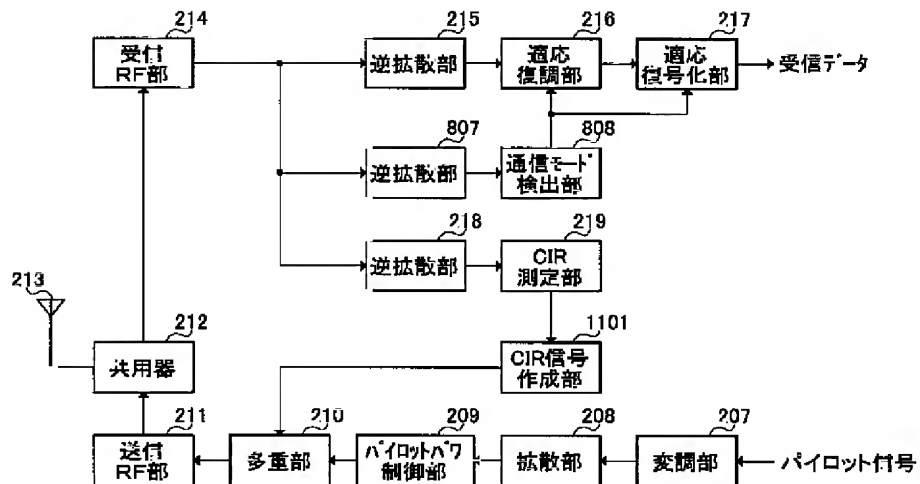 214
215
216
217
受信
RF部
逆拡散部
適応
復調部
適応
復号化部
受信データ
807
808
逆拡散部
通信モード
検出部
218
219
逆拡散部
CIR
測定部
213
212
1101
共用器
CIR信号
作成部
211
210
209
208
207
送信
RF部
多重部
パイロットパワ
制御部
拡散部
変調部
パイロット信号